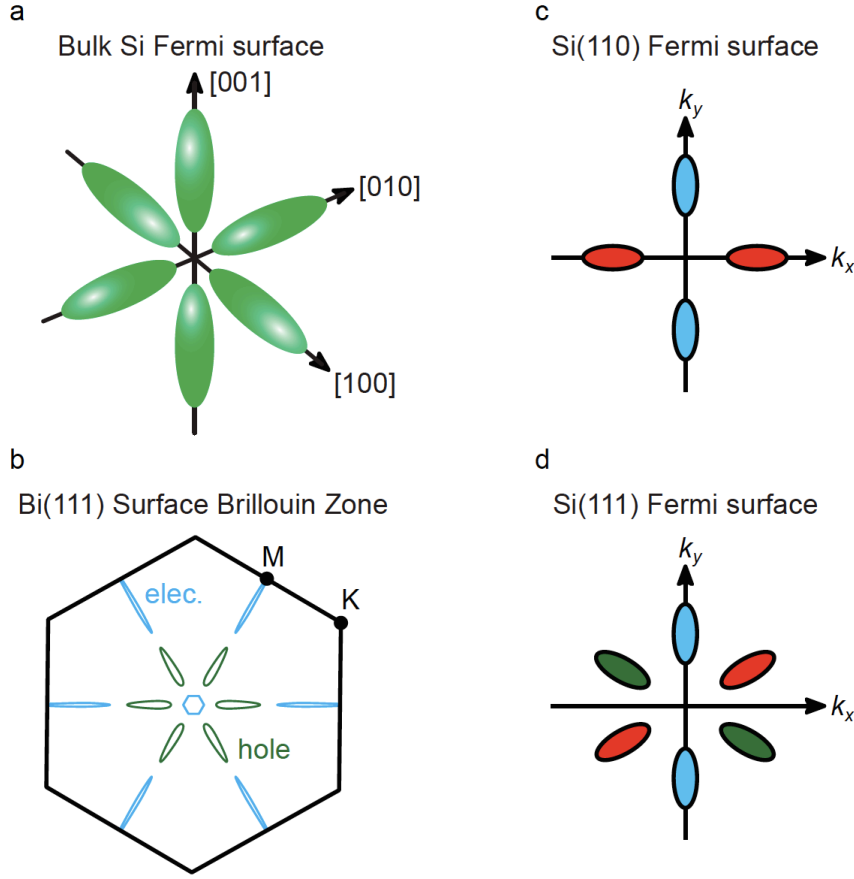 a
Bulk Si Fermi surface
[001]
[010]
[100]
b
Bi(111) Surface Brillouin Zone
M
K
elec.
hole
c
Si(110) Fermi surface
ky
kx
d
Si(111) Fermi surface
ky
kx